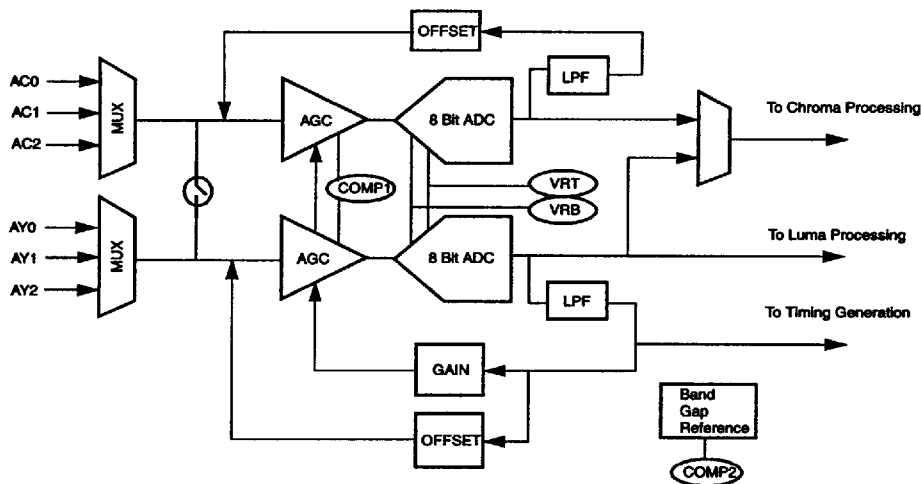 OFFSET
LPF
AC0
AC1
AC2
MUX
AGC
8 Bit ADC
To Chroma Processing
COMP1
VRT
VRB
AY0
AY1
AY2
MUX
AGC
8 Bit ADC
To Luma Processing
LPF
To Timing Generation
GAIN
OFFSET
Band
Gap
Reference
COMP2